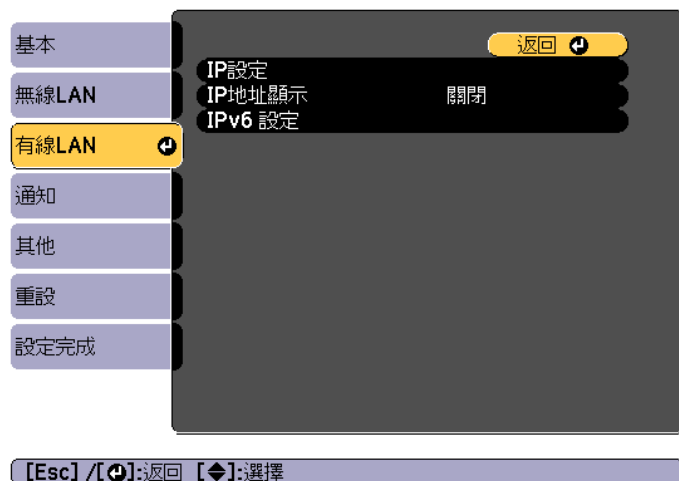 基本
無線LAN
有線LAN
通知
其他
重設
設定完成
返回
IP設定
IP地址顯示 關閉
IPv6 設定
[Esc] /[ ]:返回 [ ]:選擇